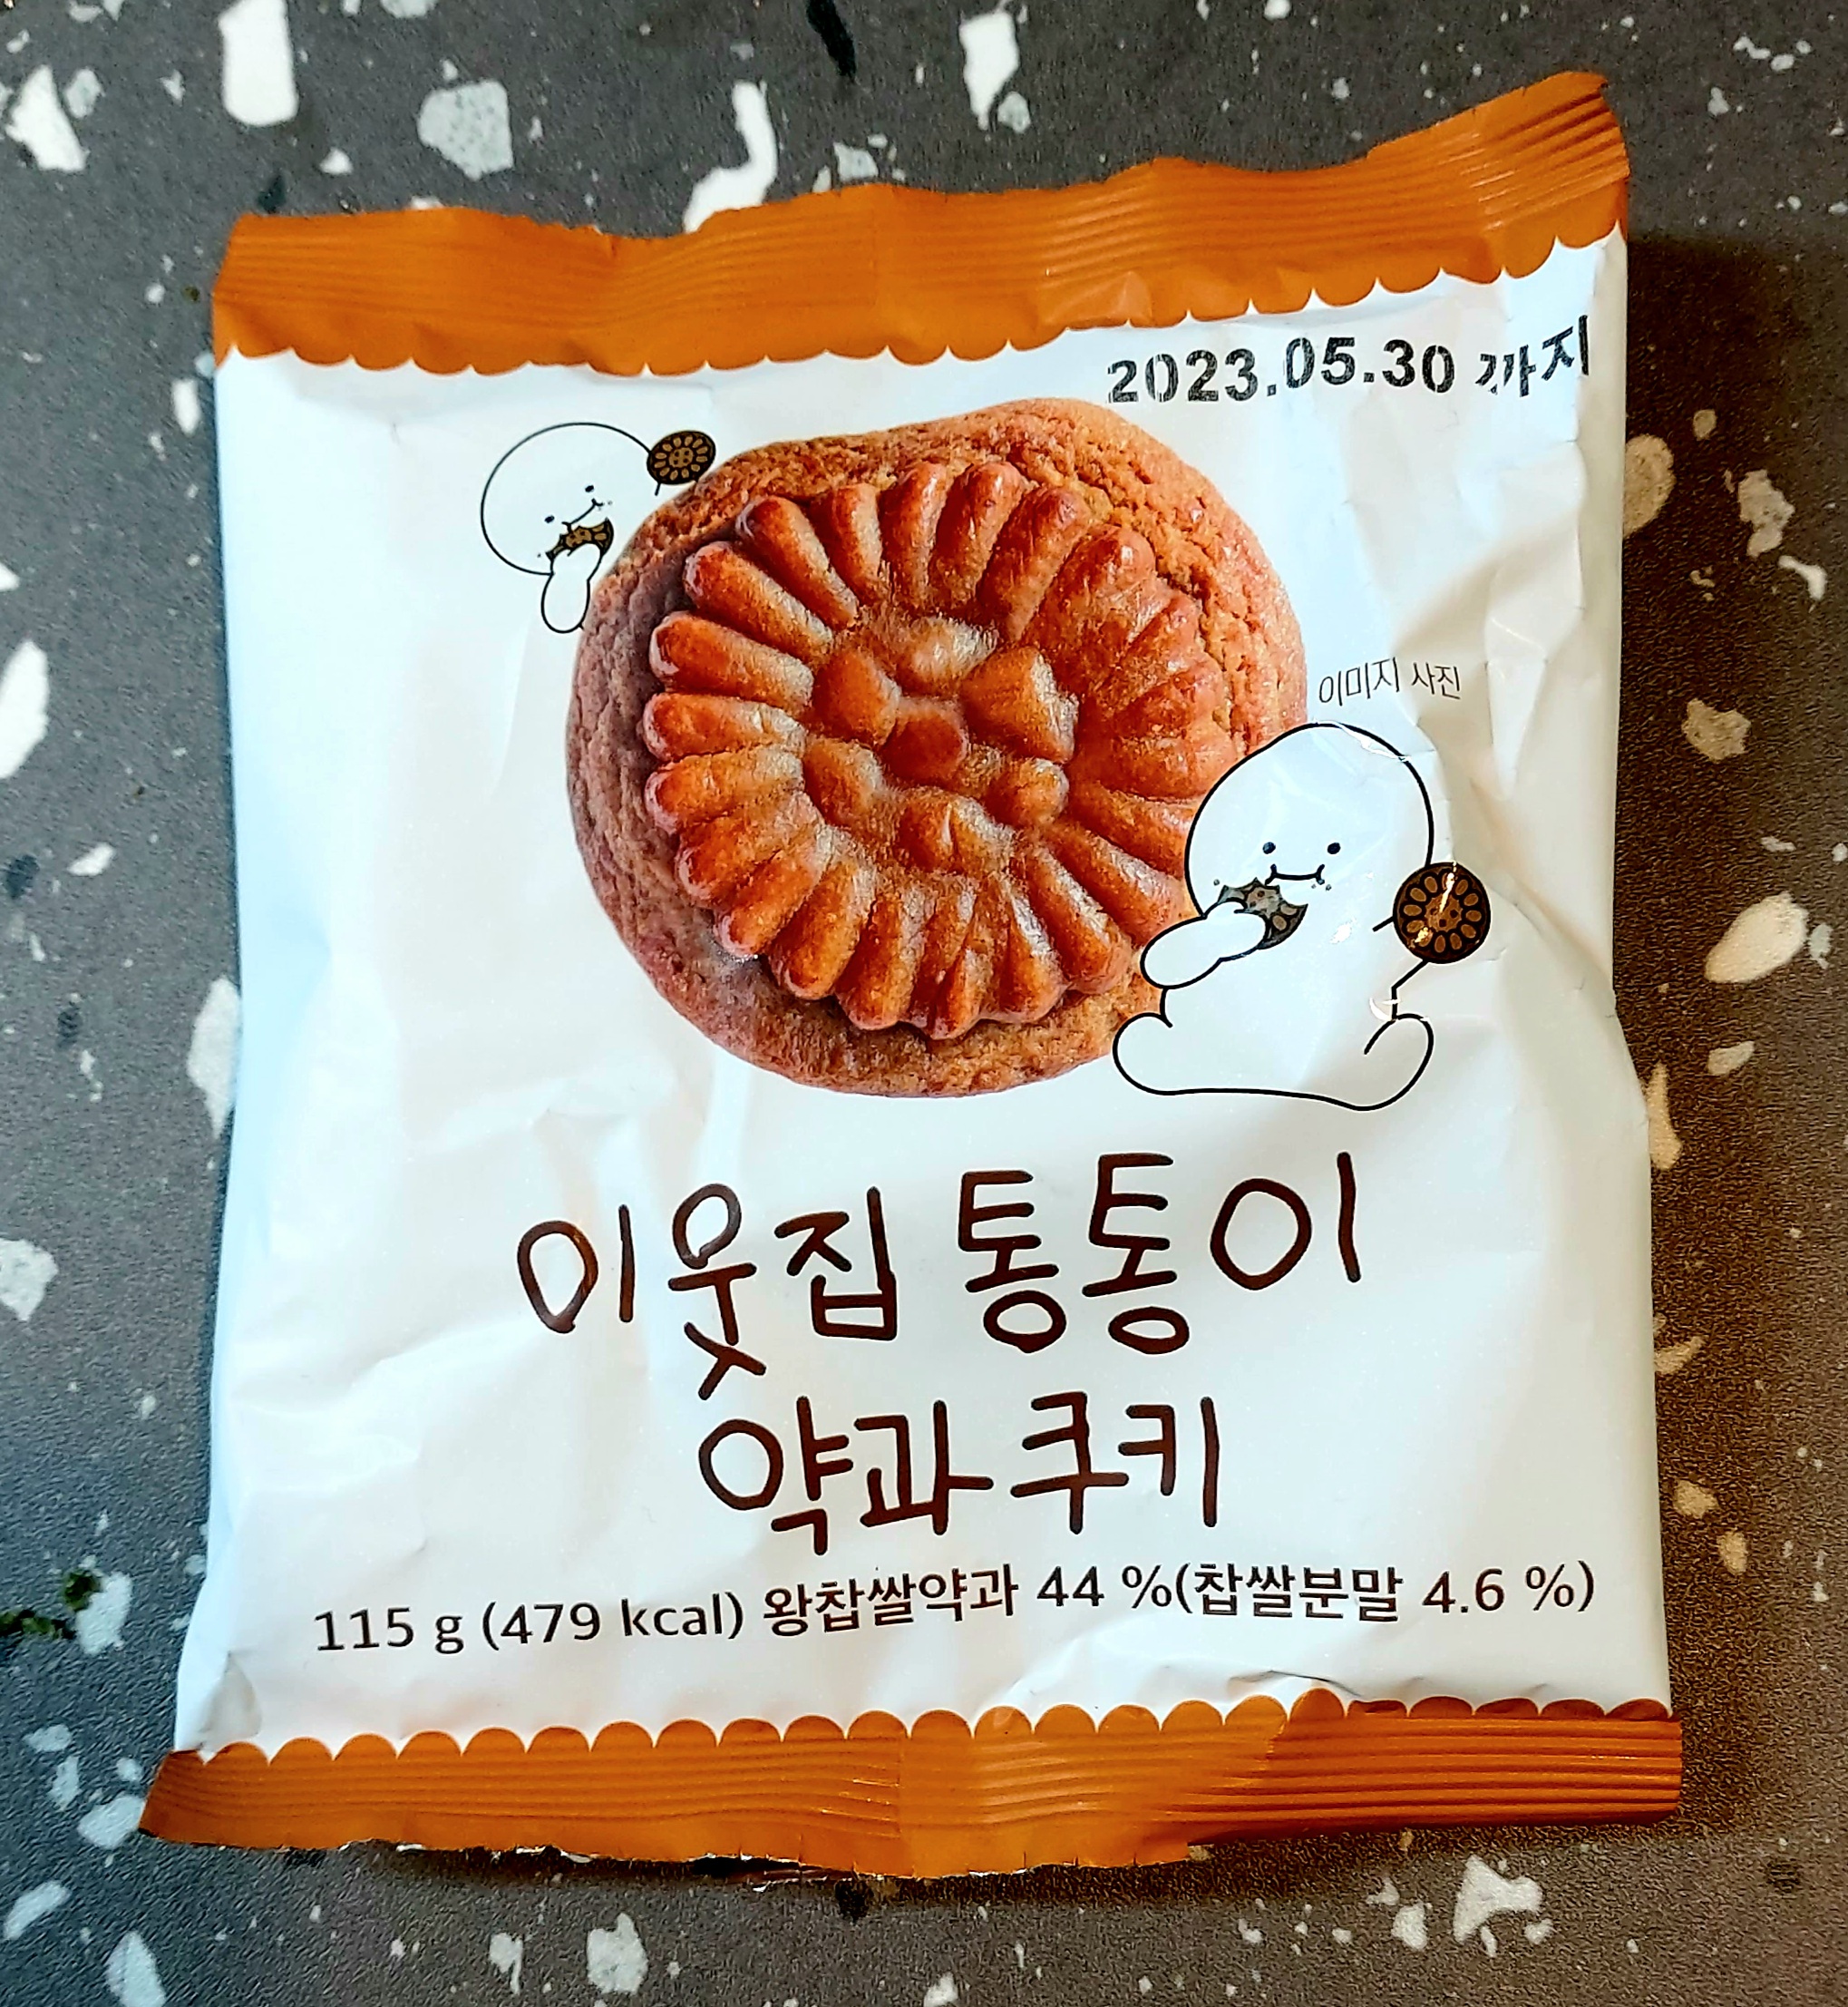 2023.05.30 까지
이미지 사진
이웃집 통통이
약과쿠키
115 g (479 kcal) 왕찹쌀약과 44 %(찹쌀분말 4.6 %)